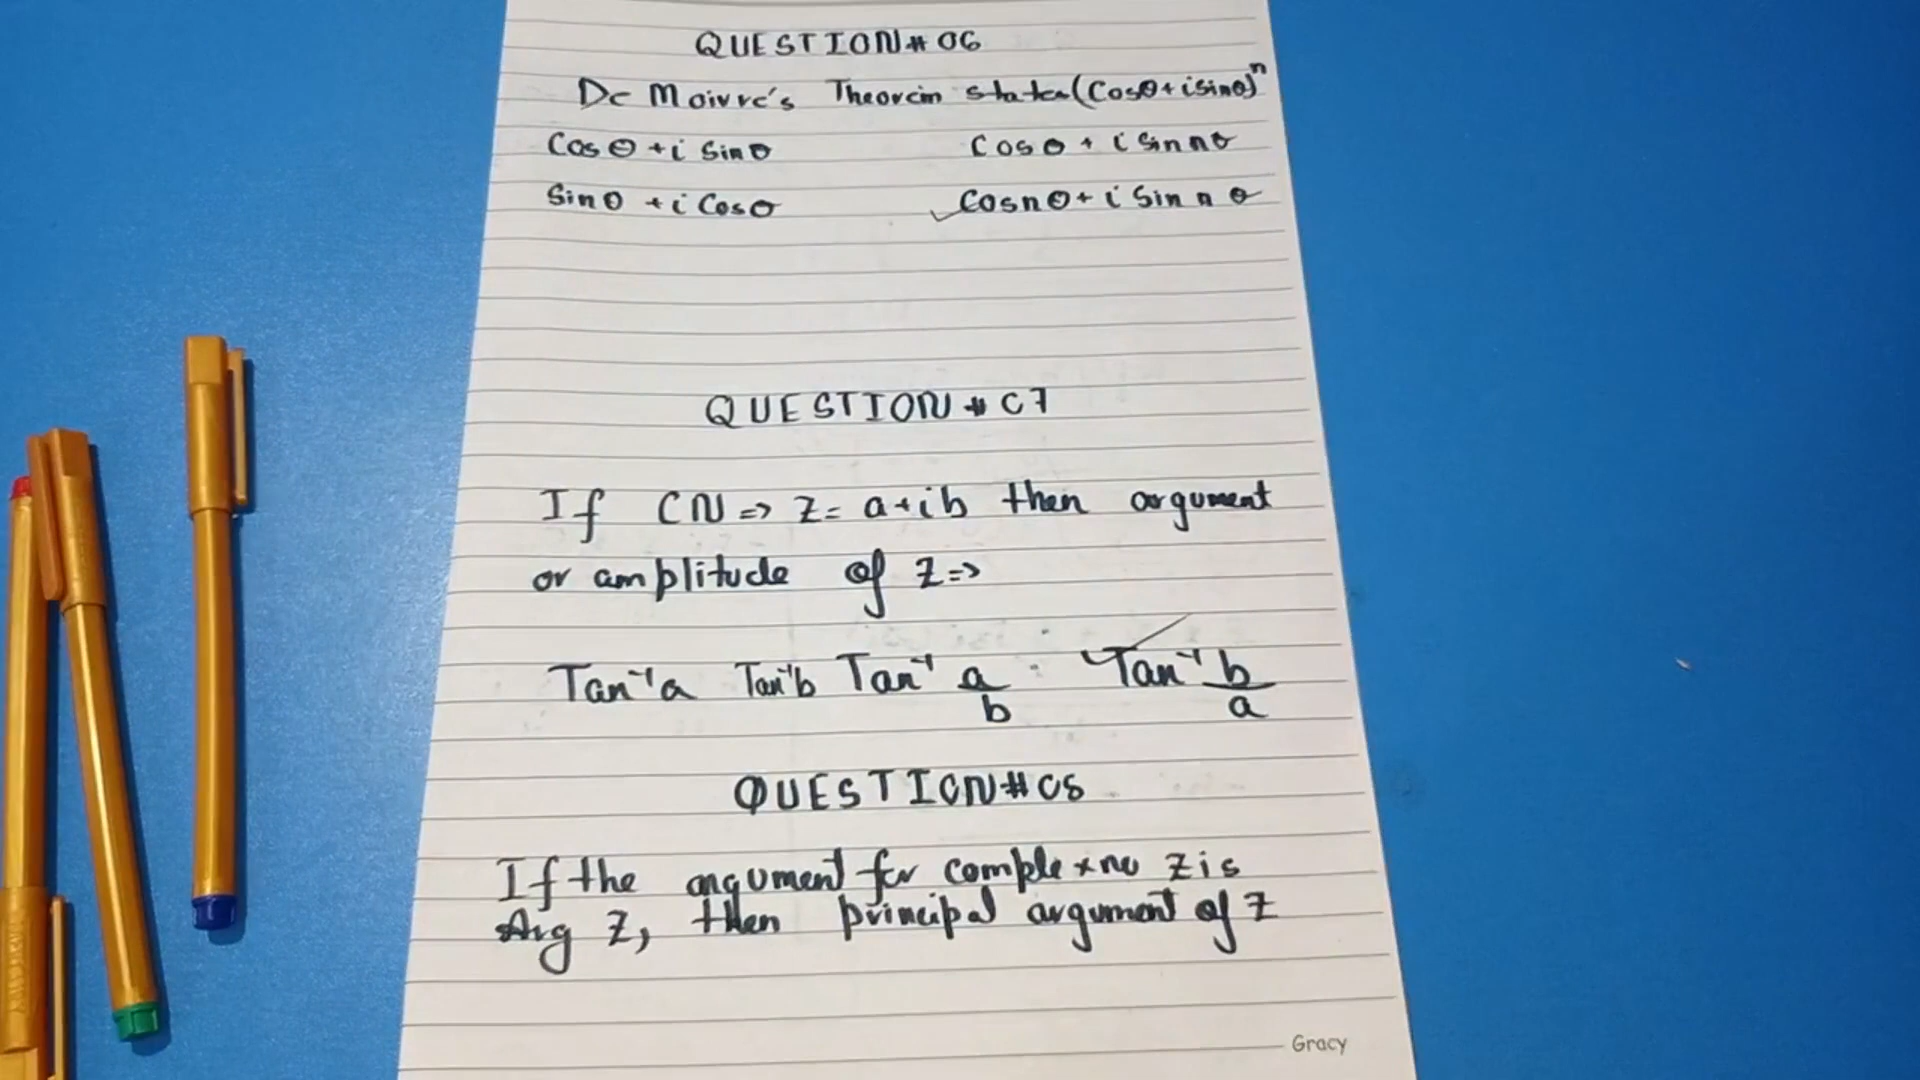 QUESTION# 06
De Moivre's Theorem states (Cosθ+isinθ)ⁿ
Cosθ +i Sinθ Cosθ + i Sin nθ
Sinθ +i Cosθ ✓Cosnθ+ i Sin n θ
QUESTION # 07
If CN => Z= a+ib then argument
or amplitude of Z=>
Tan⁻¹a Tan⁻¹b Tan⁻¹ a/b ✓Tan⁻¹ b/a
QUESTION#08
If the argument for complex no Z is
Arg Z, then principal argument of Z
Gracy